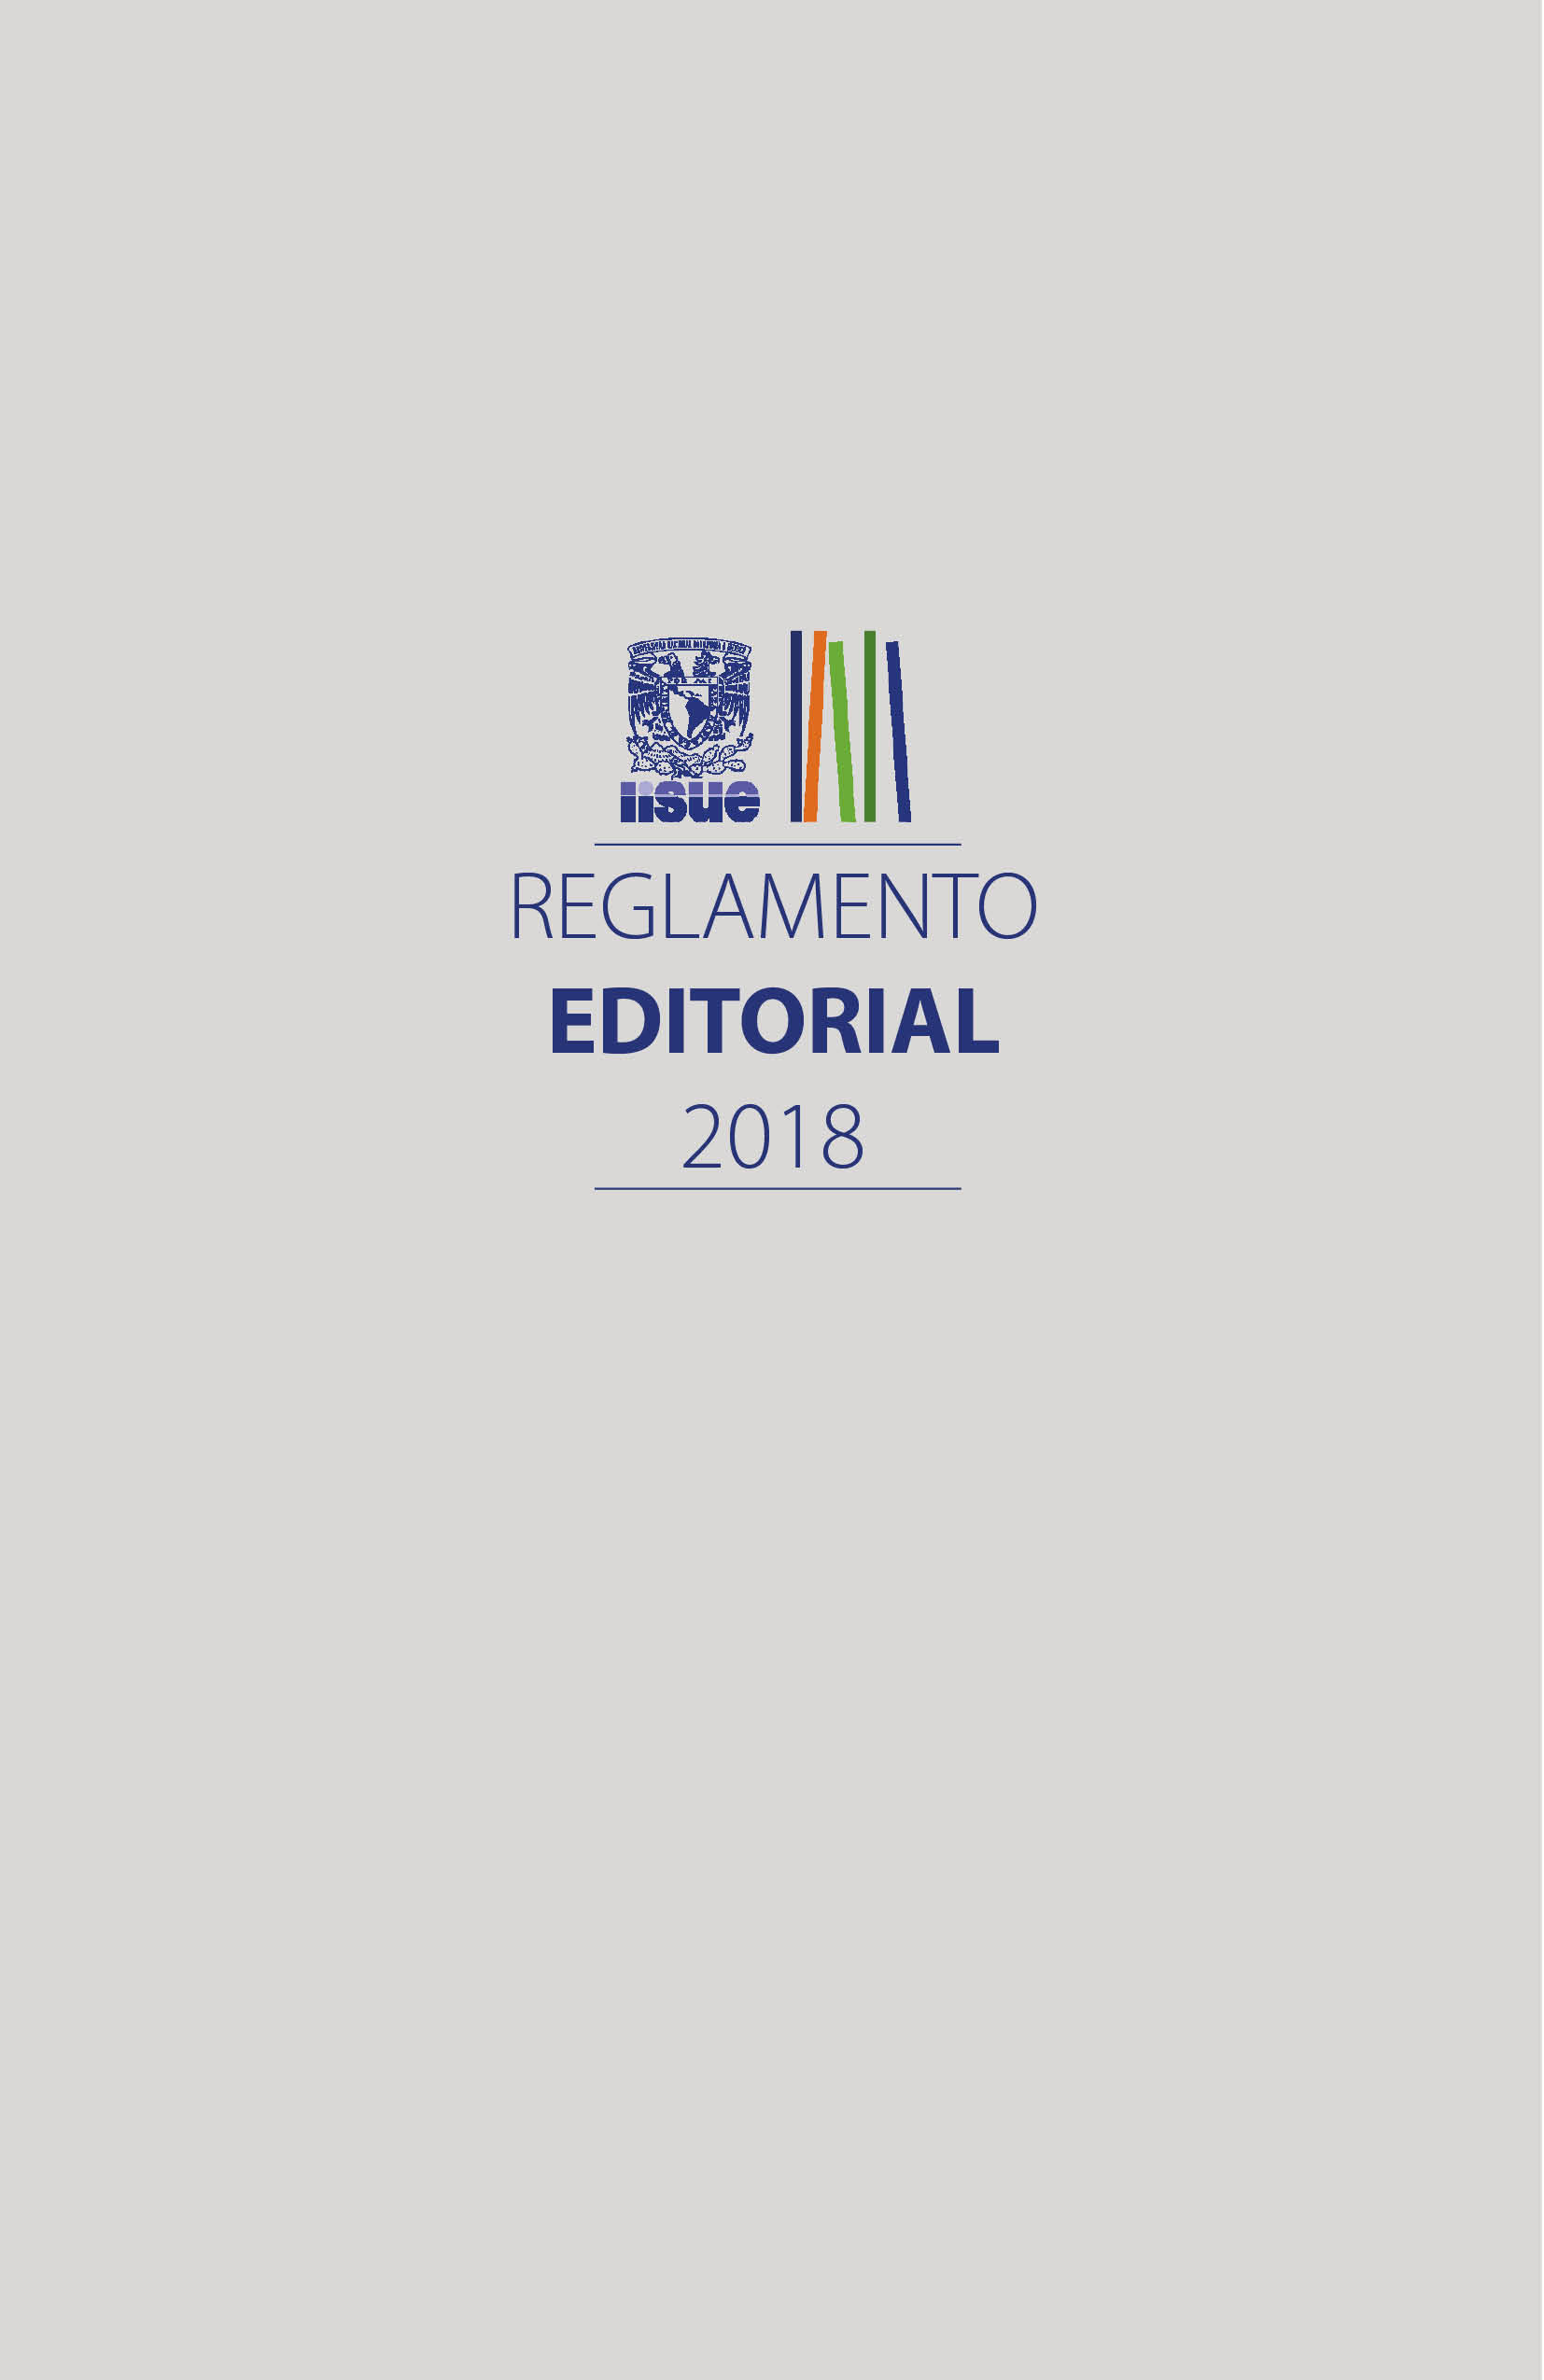 iisue
REGLAMENTO
EDITORIAL
2018